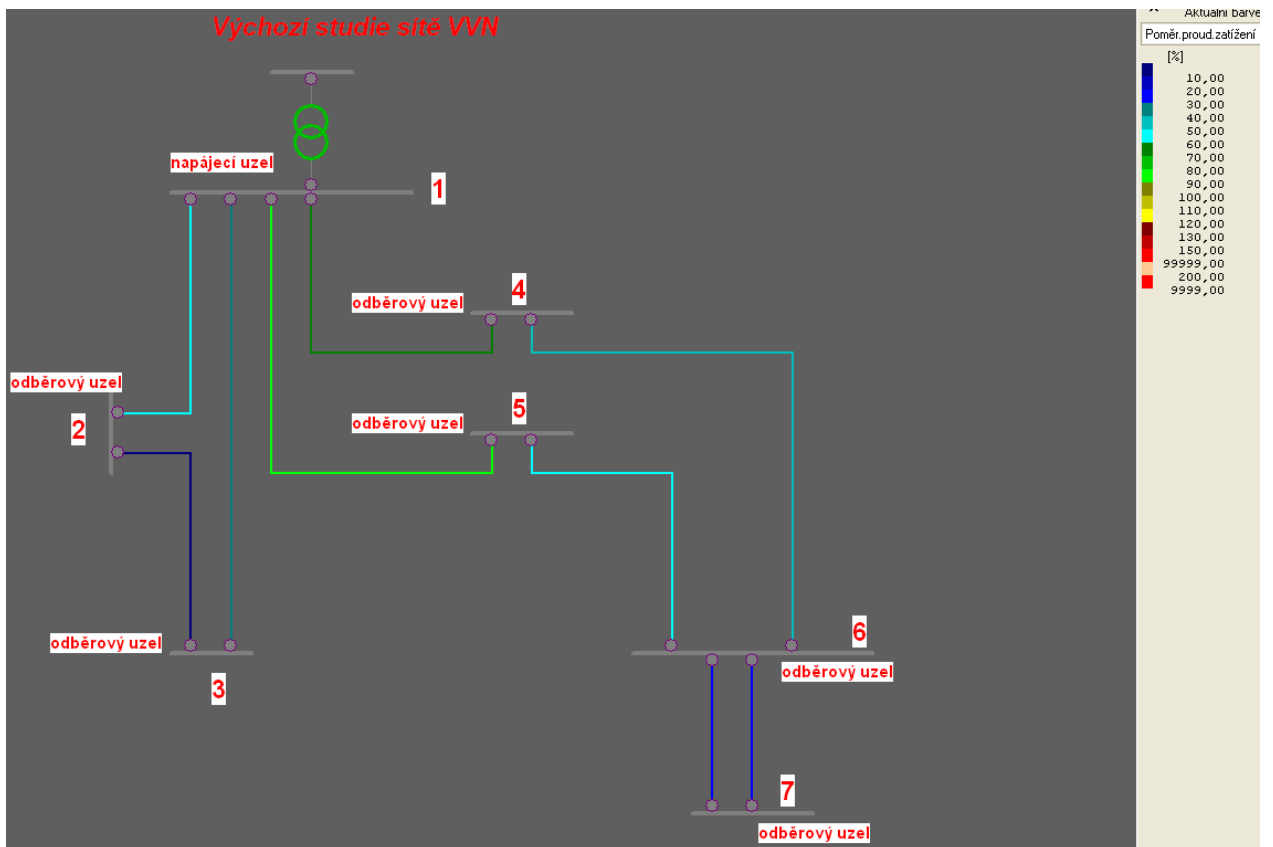 Výchozí studie sítě VVN
Aktuální barve
Poměr.proud.zatížení
[%]
10,00
20,00
30,00
40,00
50,00
60,00
70,00
80,00
90,00
100,00
110,00
120,00
130,00
150,00
99999,00
200,00
9999,00
napájecí uzel
1
odběrový uzel
4
odběrový uzel
2
odběrový uzel
5
odběrový uzel
3
6
odběrový uzel
7
odběrový uzel